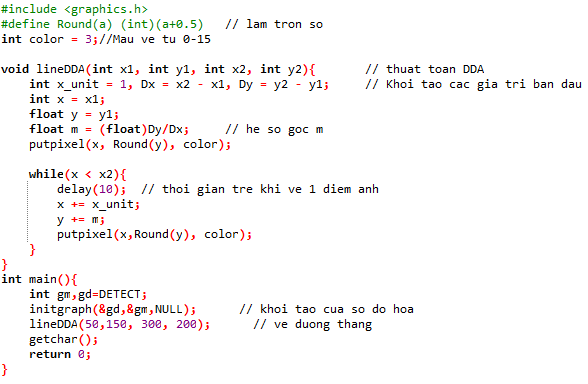 #include <graphics.h>
#define Round(a) (int)(a+0.5)   // lam tron so
int color = 3;//Mau ve tu 0-15

void lineDDA(int x1, int y1, int x2, int y2){       // thuat toan DDA
    int x_unit = 1, Dx = x2 - x1, Dy = y2 - y1;     // Khoi tao cac gia tri ban dau
    int x = x1;
    float y = y1;
    float m = (float)Dy/Dx;     // he so goc m
    putpixel(x, Round(y), color);

    while(x < x2){
        delay(10);  // thoi gian tre khi ve 1 diem anh
        x += x_unit;
        y += m;
        putpixel(x,Round(y), color);
    }
}
int main(){
    int gm,gd=DETECT;
    initgraph(&gd,&gm,NULL);      // khoi tao cua so do hoa
    lineDDA(50,150, 300, 200);      // ve duong thang
    getchar();
    return 0;
}